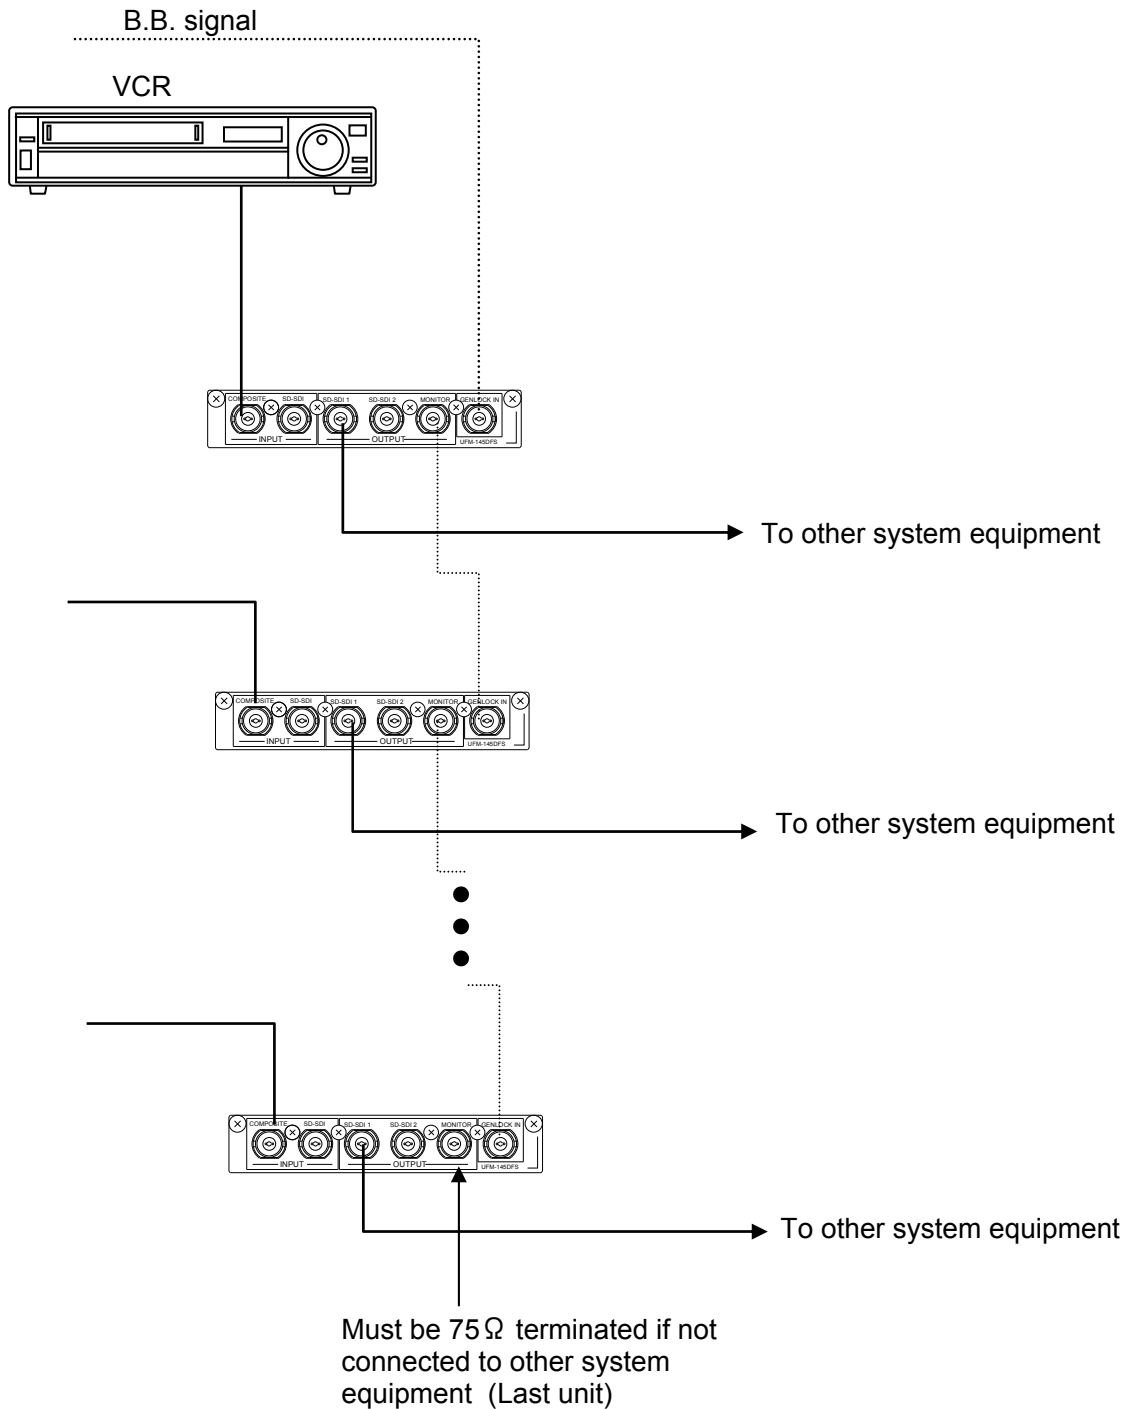 B.B. signal
VCR
COMPOSITE SD-SDI SD-SDI 1 SD-SDI 2 MONITOR GENLOCK IN
INPUT OUTPUT UFM-145DFS
To other system equipment
COMPOSITE SD-SDI SD-SDI 1 SD-SDI 2 MONITOR GENLOCK IN
INPUT OUTPUT UFM-145DFS
To other system equipment
COMPOSITE SD-SDI SD-SDI 1 SD-SDI 2 MONITOR GENLOCK IN
INPUT OUTPUT UFM-145DFS
To other system equipment
Must be 75Ω terminated if not
connected to other system
equipment (Last unit)